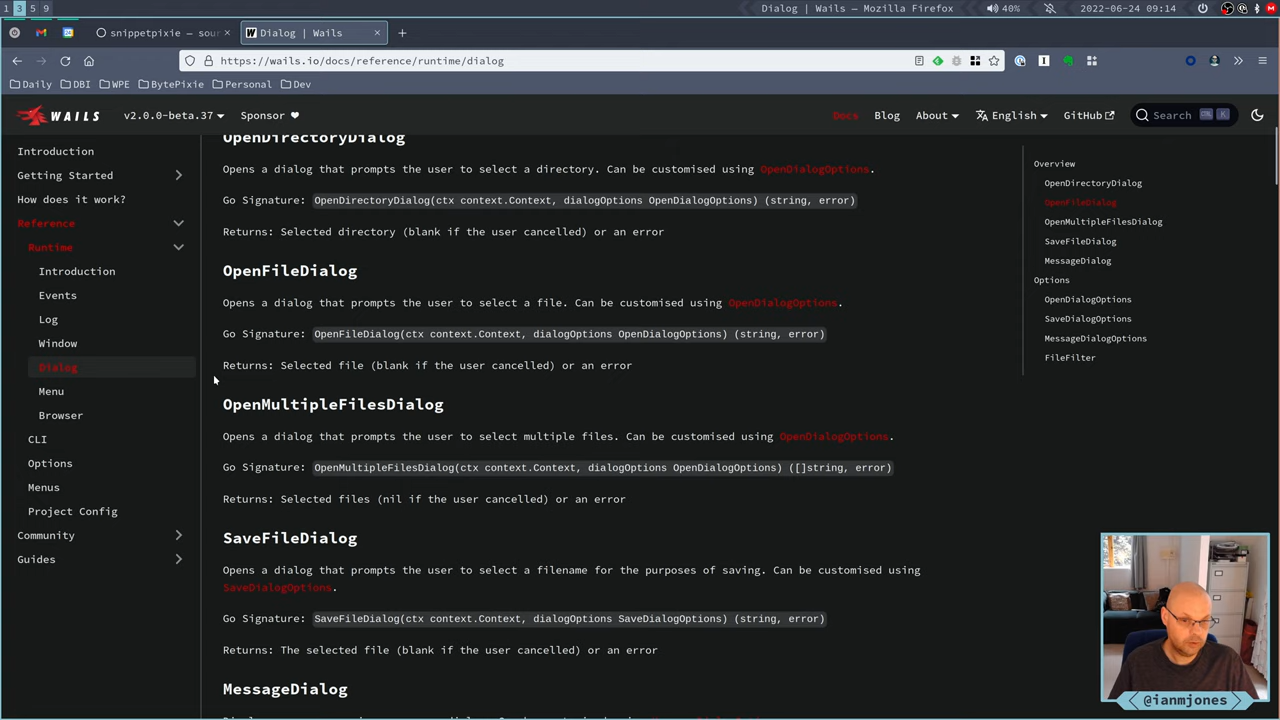 1 3 5 9
Dialog | Wails — Mozilla Firefox
40%
2022-06-24 09:14
snippetpixie — sour
Dialog | Wails
https://wails.io/docs/reference/runtime/dialog
Daily
DBI
WPE
BytePixie
Personal
Dev
WAILS
v2.0.0-beta.37
Sponsor
Docs
Blog
About
English
GitHub
Search
K
Introduction
Getting Started
How does it work?
Reference
Runtime
Introduction
Events
Log
Window
Dialog
Menu
Browser
CLI
Options
Menus
Project Config
Community
Guides
OpenDirectoryDialog
Opens a dialog that prompts the user to select a directory. Can be customised using OpenDialogOptions.
Go Signature: OpenDirectoryDialog(ctx context.Context, dialogOptions OpenDialogOptions) (string, error)
Returns: Selected directory (blank if the user cancelled) or an error
OpenFileDialog
Opens a dialog that prompts the user to select a file. Can be customised using OpenDialogOptions.
Go Signature: OpenFileDialog(ctx context.Context, dialogOptions OpenDialogOptions) (string, error)
Returns: Selected file (blank if the user cancelled) or an error
OpenMultipleFilesDialog
Opens a dialog that prompts the user to select multiple files. Can be customised using OpenDialogOptions.
Go Signature: OpenMultipleFilesDialog(ctx context.Context, dialogOptions OpenDialogOptions) ([]string, error)
Returns: Selected files (nil if the user cancelled) or an error
SaveFileDialog
Opens a dialog that prompts the user to select a filename for the purposes of saving. Can be customised using
SaveDialogOptions.
Go Signature: SaveFileDialog(ctx context.Context, dialogOptions SaveDialogOptions) (string, error)
Returns: The selected file (blank if the user cancelled) or an error
MessageDialog
Overview
OpenDirectoryDialog
OpenFileDialog
OpenMultipleFilesDialog
SaveFileDialog
MessageDialog
Options
OpenDialogOptions
SaveDialogOptions
MessageDialogOptions
FileFilter
@ianmjones